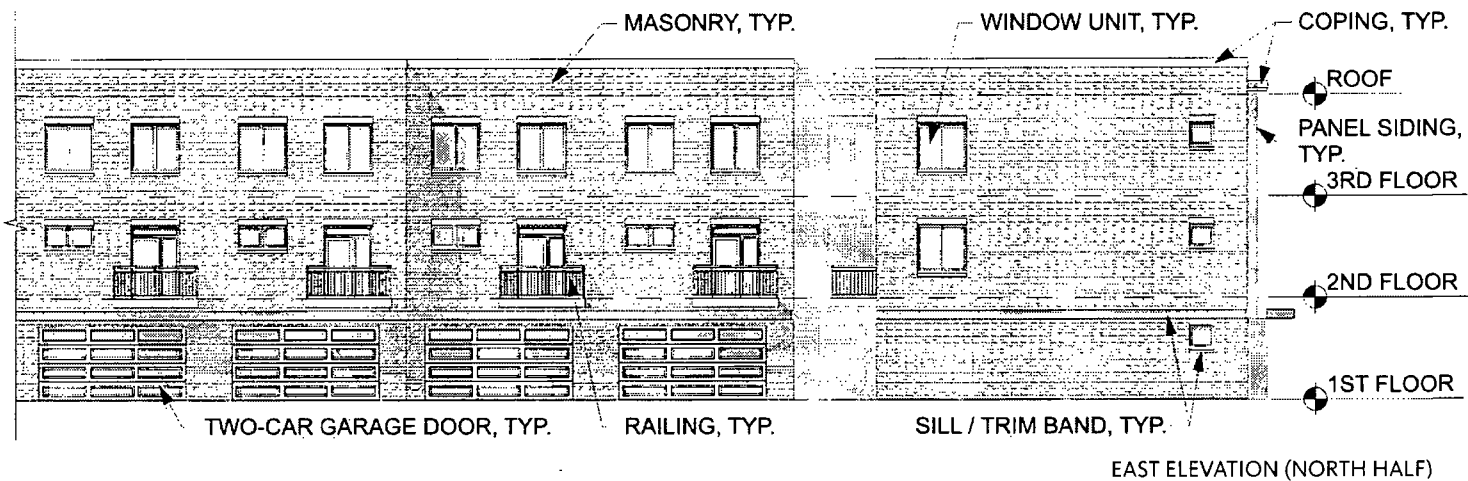 MASONRY, TYP.
WINDOW UNIT, TYP.
COPING, TYP.
ROOF
PANEL SIDING,
TYP.
3RD FLOOR
2ND FLOOR
1ST FLOOR
TWO-CAR GARAGE DOOR, TYP.
RAILING, TYP.
SILL / TRIM BAND, TYP.
EAST ELEVATION (NORTH HALF)